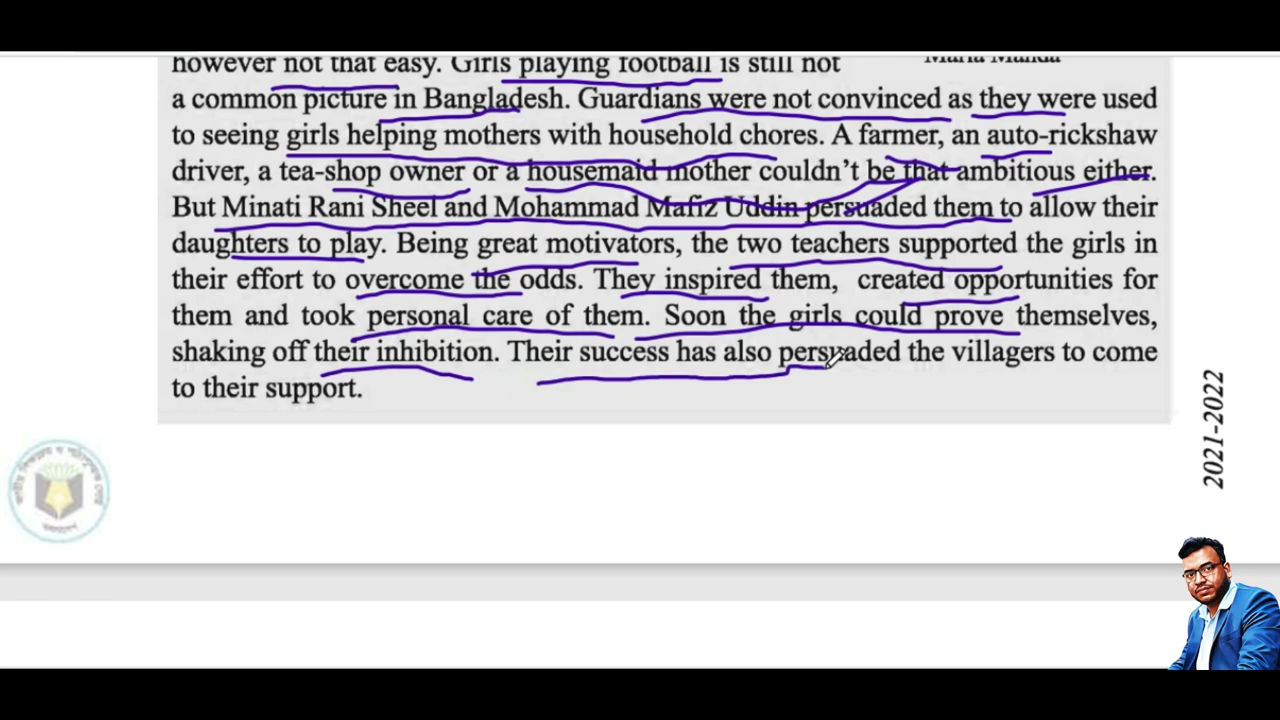 however not that easy. Girls playing football is still not
Maria Manda
a common picture in Bangladesh. Guardians were not convinced as they were used
to seeing girls helping mothers with household chores. A farmer, an auto-rickshaw
driver, a tea-shop owner or a housemaid mother couldn't be that ambitious either.
But Minati Rani Sheel and Mohammad Mafiz Uddin persuaded them to allow their
daughters to play. Being great motivators, the two teachers supported the girls in
their effort to overcome the odds. They inspired them, created opportunities for
them and took personal care of them. Soon the girls could prove themselves,
shaking off their inhibition. Their success has also persuaded the villagers to come
to their support.
2021-2022